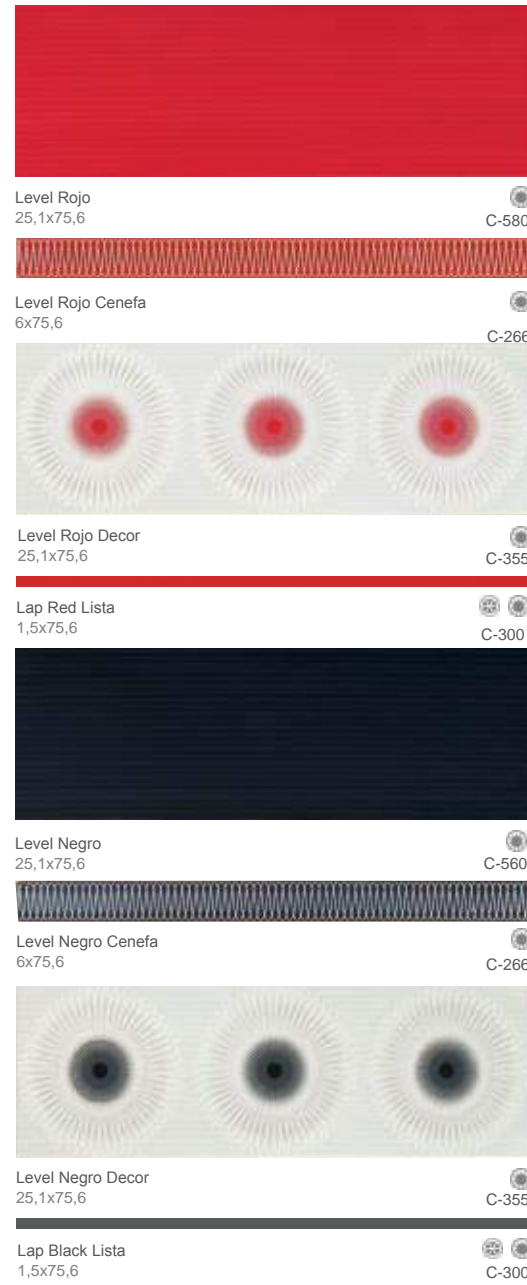 Level Rojo
25,1x75,6
C-580
Level Rojo Cenefa
6x75,6
C-266
Level Rojo Decor
25,1x75,6
C-355
Lap Red Lista
1,5x75,6
C-300
Level Negro
25,1x75,6
C-560
Level Negro Cenefa
6x75,6
C-266
Level Negro Decor
25,1x75,6
C-355
Lap Black Lista
1,5x75,6
C-300